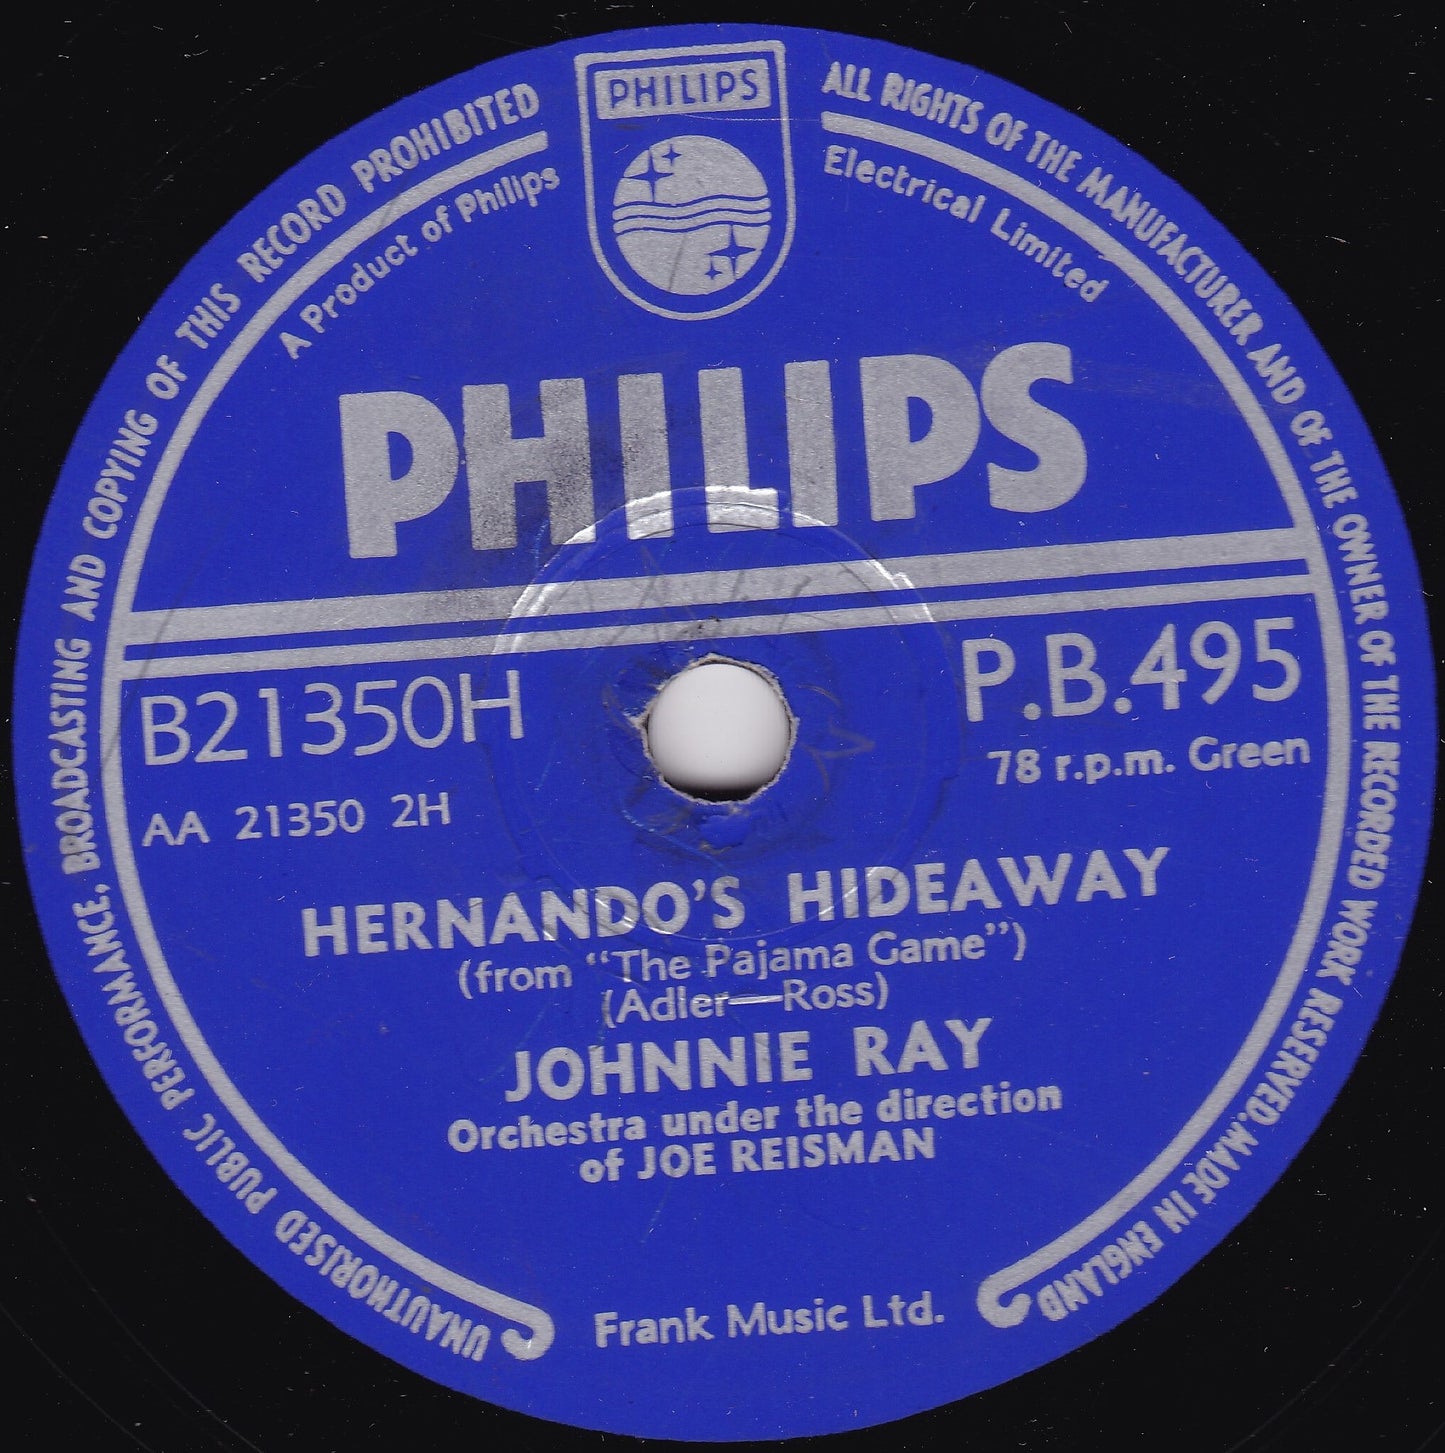 UNAUTHORISED PUBLIC PERFORMANCE, BROADCASTING AND COPYING OF THIS RECORD PROHIBITED
ALL RIGHTS OF THE MANUFACTURER AND OF THE OWNER OF THE RECORDED WORK RESERVED. MADE IN ENGLAND
PHILIPS
A Product of Philips Electrical Limited
PHILIPS
B21350H
P.B.495
78 r.p.m. Green
AA 21350 2H
HERNANDO'S HIDEAWAY
(from "The Pajama Game")
(Adler—Ross)
JOHNNIE RAY
Orchestra under the direction
of JOE REISMAN
Frank Music Ltd.